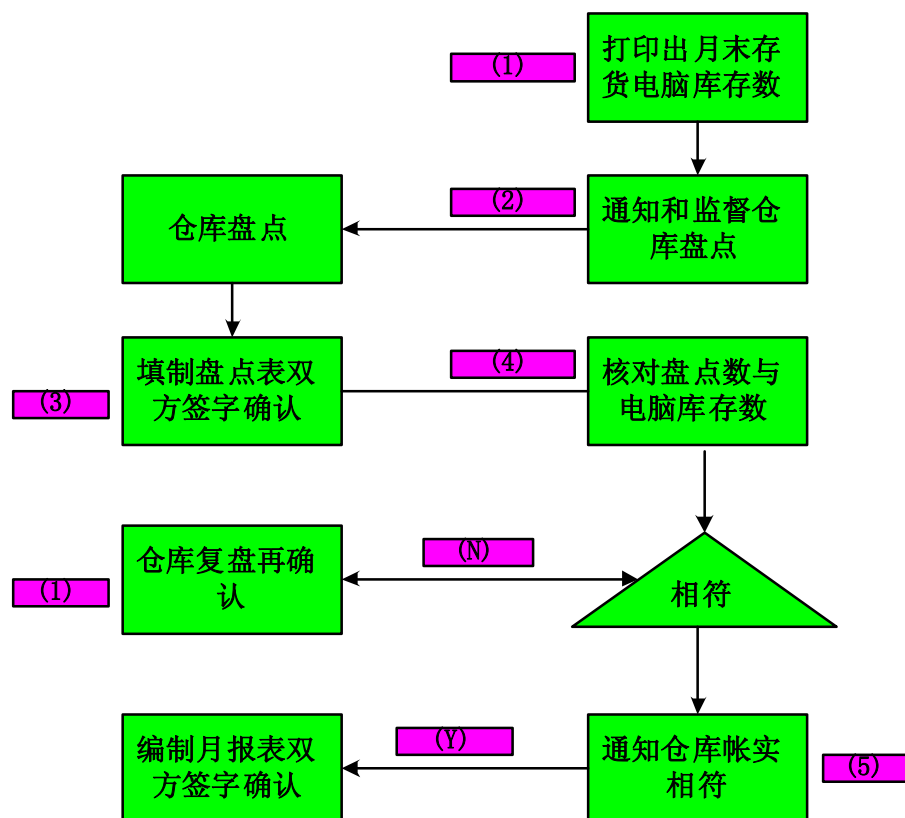 (1)
打印出月末存
货电脑库存数
仓库盘点
(2)
通知和监督仓
库盘点
(3)
填制盘点表双
方签字确认
(4)
核对盘点数与
电脑库存数
(1)
仓库复盘再确
认
(N)
相符
编制月报表双
方签字确认
(Y)
通知仓库帐实
相符
(5)